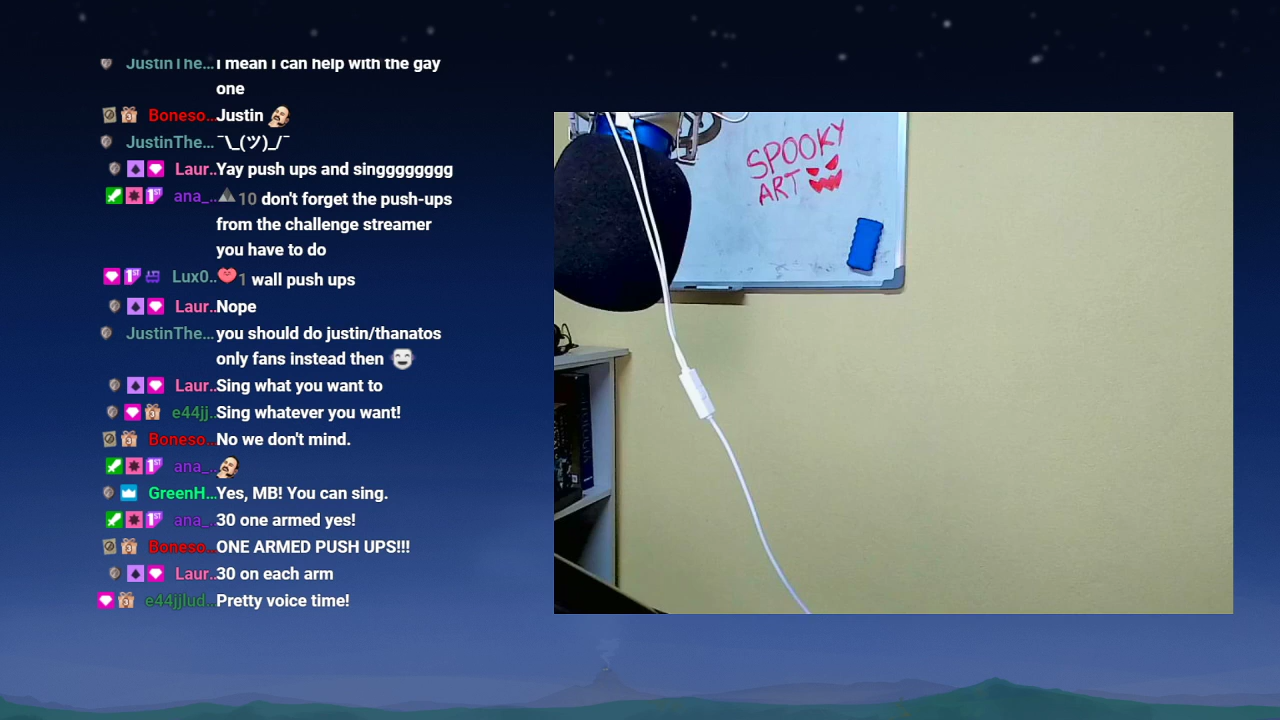 JustinThe... I mean I can help with the gay
one
Boneso... Justin
JustinThe... ¯\_(ツ)_/¯
Laur.. Yay push ups and singggggggg
ana_.. 10 don't forget the push-ups
from the challenge streamer
you have to do
Lux0.. 1 wall push ups
Laur.. Nope
JustinThe... you should do justin/thanatos
only fans instead then
Laur.. Sing what you want to
e44jj.. Sing whatever you want!
Boneso... No we don't mind.
ana_..
GreenH... Yes, MB! You can sing.
ana_.. 30 one armed yes!
Boneso... ONE ARMED PUSH UPS!!!
Laur.. 30 on each arm
e44jjlud.. Pretty voice time!
SPOOKY
ART